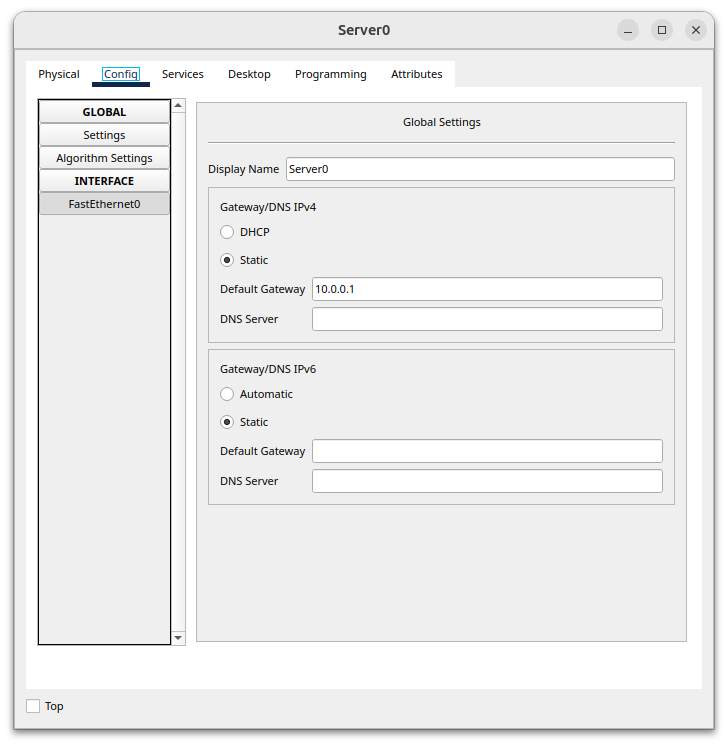 Server0
Physical Config Services Desktop Programming Attributes
GLOBAL
Settings
Algorithm Settings
INTERFACE
FastEthernet0
Global Settings
Display Name Server0
Gateway/DNS IPv4
DHCP
Static
Default Gateway 10.0.0.1
DNS Server
Gateway/DNS IPv6
Automatic
Static
Default Gateway
DNS Server
Top